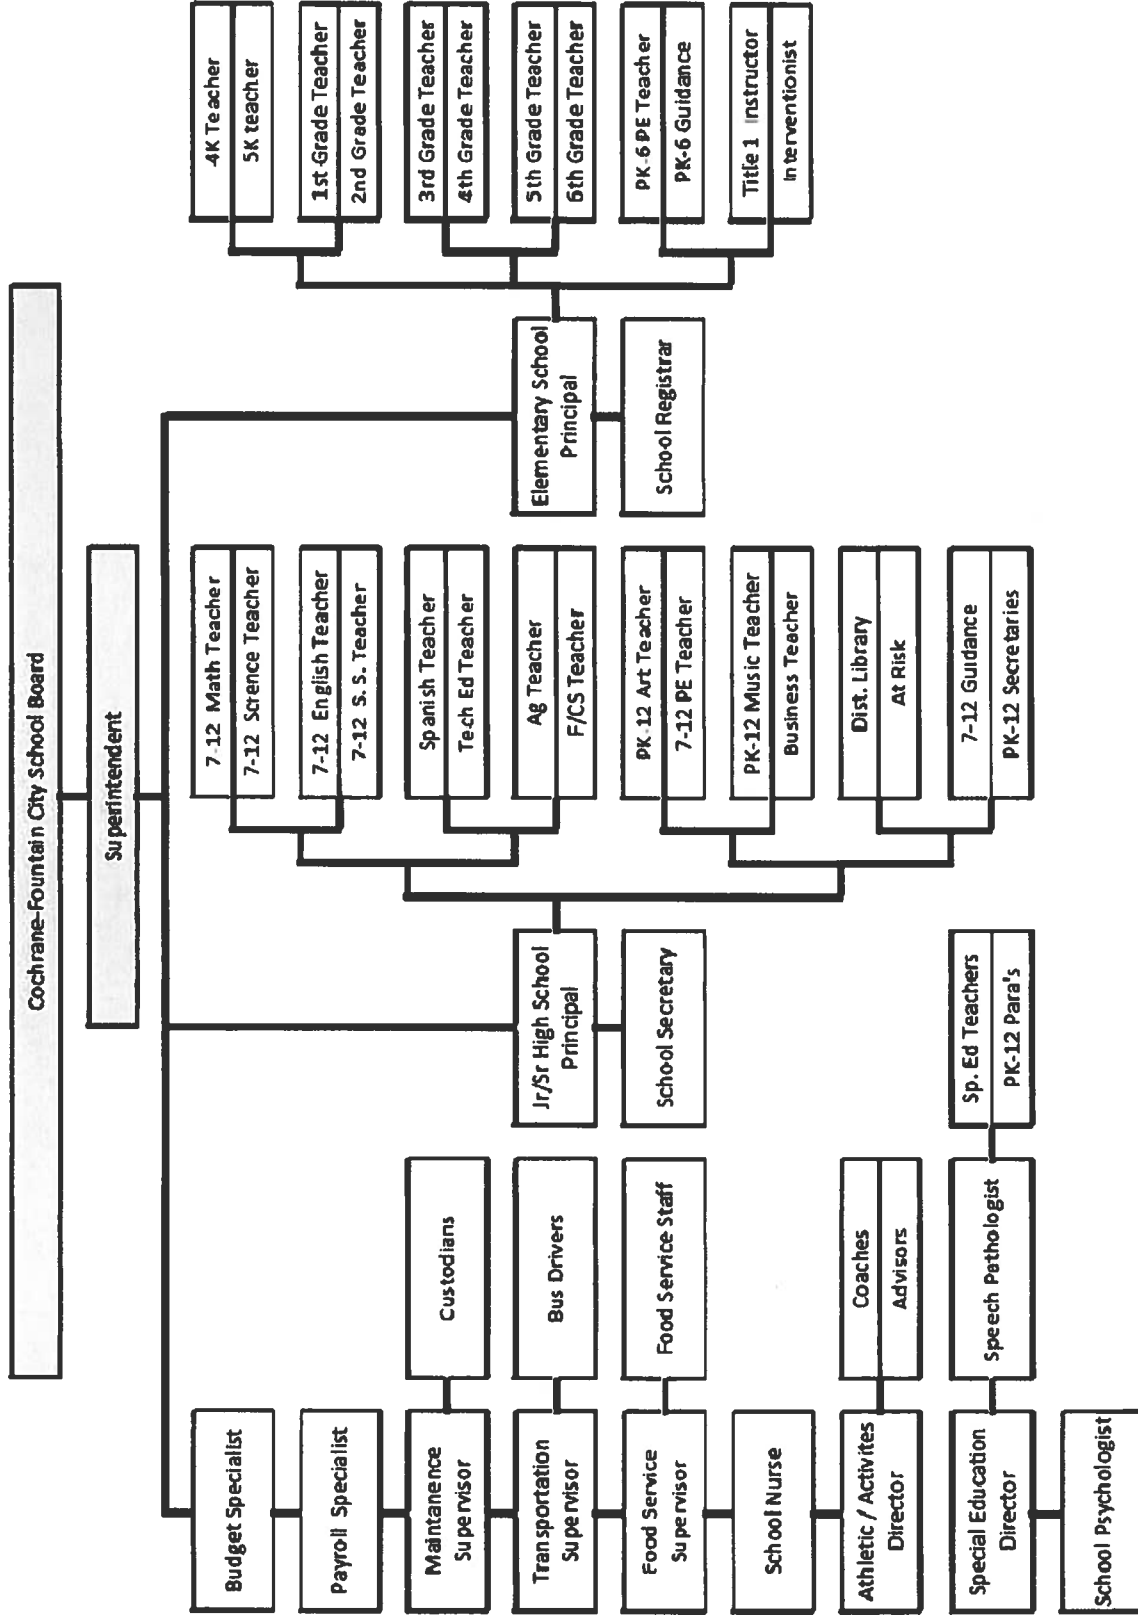 Cochrane-Fountain City School Board
Superintendent
Budget Specialist
Payroll Specialist
Maintanence
Supervisor
Custodians
Transportation
Supervisor
Bus Drivers
Food Service
Supervisor
Food Service Staff
School Nurse
Athletic / Activites
Director
Coaches
Advisors
Special Education
Director
Speech Pathologist
Sp. Ed Teachers
PK-12 Para's
School Psychologist
Jr/Sr High School
Principal
School Secretary
7-12 Math Teacher
7-12 Science Teacher
7-12 English Teacher
7-12 S. S. Teacher
Spanish Teacher
Tech Ed Teacher
Ag Teacher
F/CS Teacher
PK-12 Art Teacher
7-12 PE Teacher
PK-12 Music Teacher
Business Teacher
Dist. Library
At Risk
7-12 Guidance
PK-12 Secretaries
Elementary School
Principal
School Registrar
4K Teacher
5K teacher
1st Grade Teacher
2nd Grade Teacher
3rd Grade Teacher
4th Grade Teacher
5th Grade Teacher
6th Grade Teacher
PK-6 PE Teacher
PK-6 Guidance
Title 1 Instructor
Interventionist